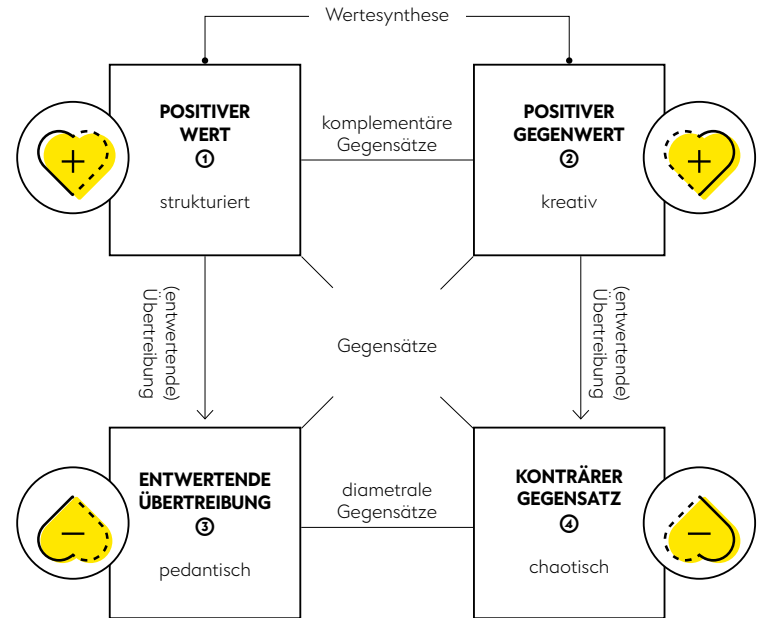 Wertesynthese
POSITIVER
WERT
①
strukturiert
komplementäre
Gegensätze
POSITIVER
GEGENWERT
②
kreativ
(entwertende)
Übertreibung
Gegensätze
(entwertende)
Übertreibung
ENTWERTENDE
ÜBERTREIBUNG
③
pedantisch
diametrale
Gegensätze
KONTRÄRER
GEGENSATZ
④
chaotisch